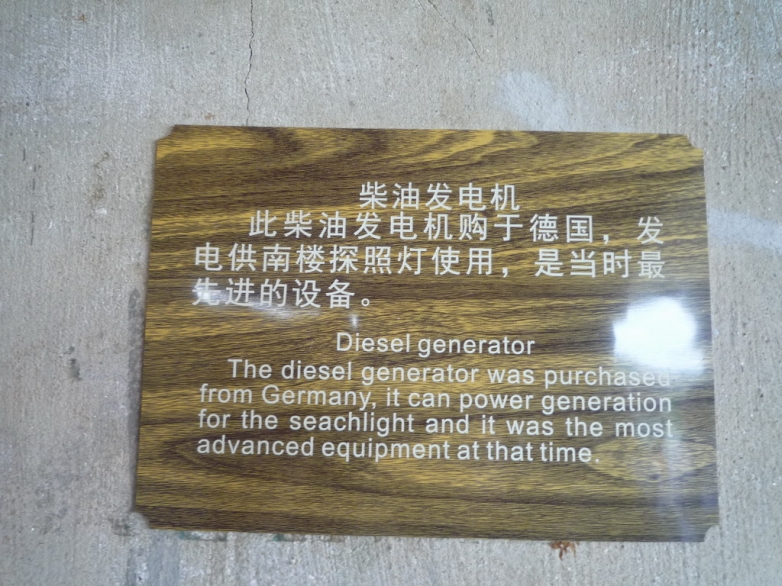 柴油发电机
此柴油发电机购于德国，发
电供南楼探照灯使用，是当时最
先进的设备。
Diesel generator
The diesel generator was purchased
from Germany, it can power generation
for the seachlight and it was the most
advanced equipment at that time.